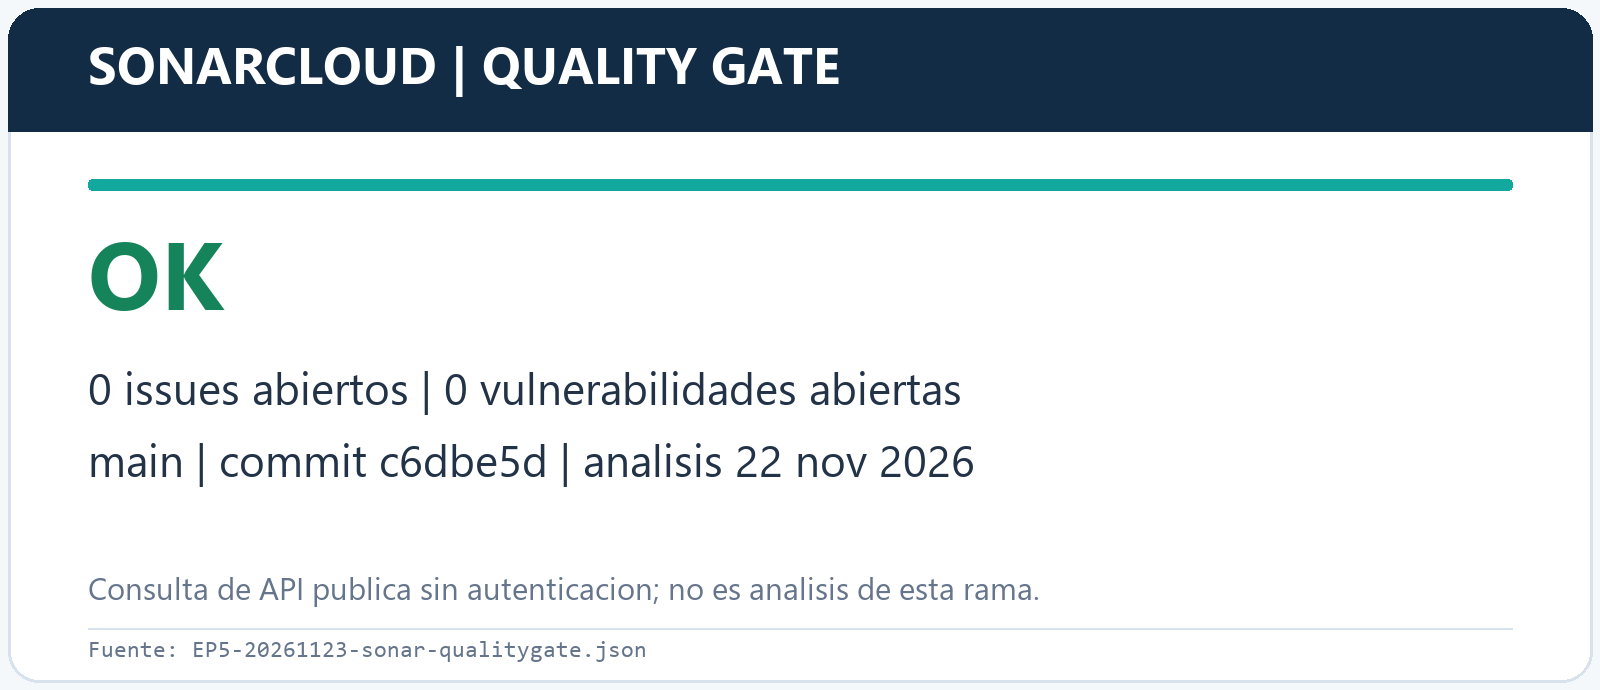 SONARCLOUD | QUALITY GATE
OK
0 issues abiertos | 0 vulnerabilidades abiertas
main | commit c6dbe5d | analisis 22 nov 2026
Consulta de API publica sin autenticacion; no es analisis de esta rama.
Fuente: EP5-20261123-sonar-qualitygate.json